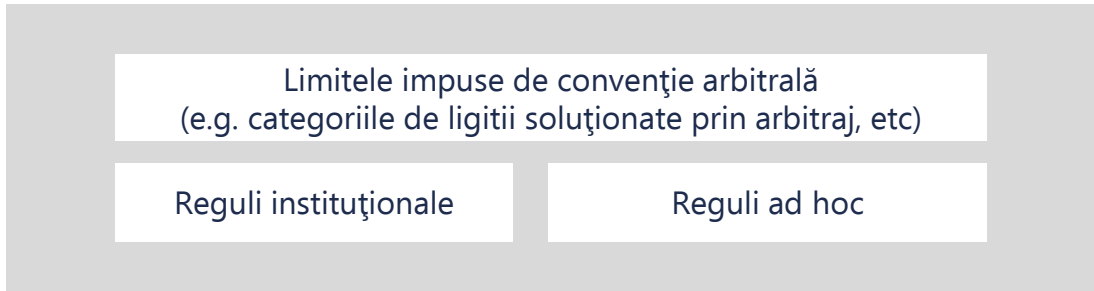 Limitele impuse de convenţie arbitrală
(e.g. categoriile de ligitii soluţionate prin arbitraj, etc)
Reguli instituţionale
Reguli ad hoc